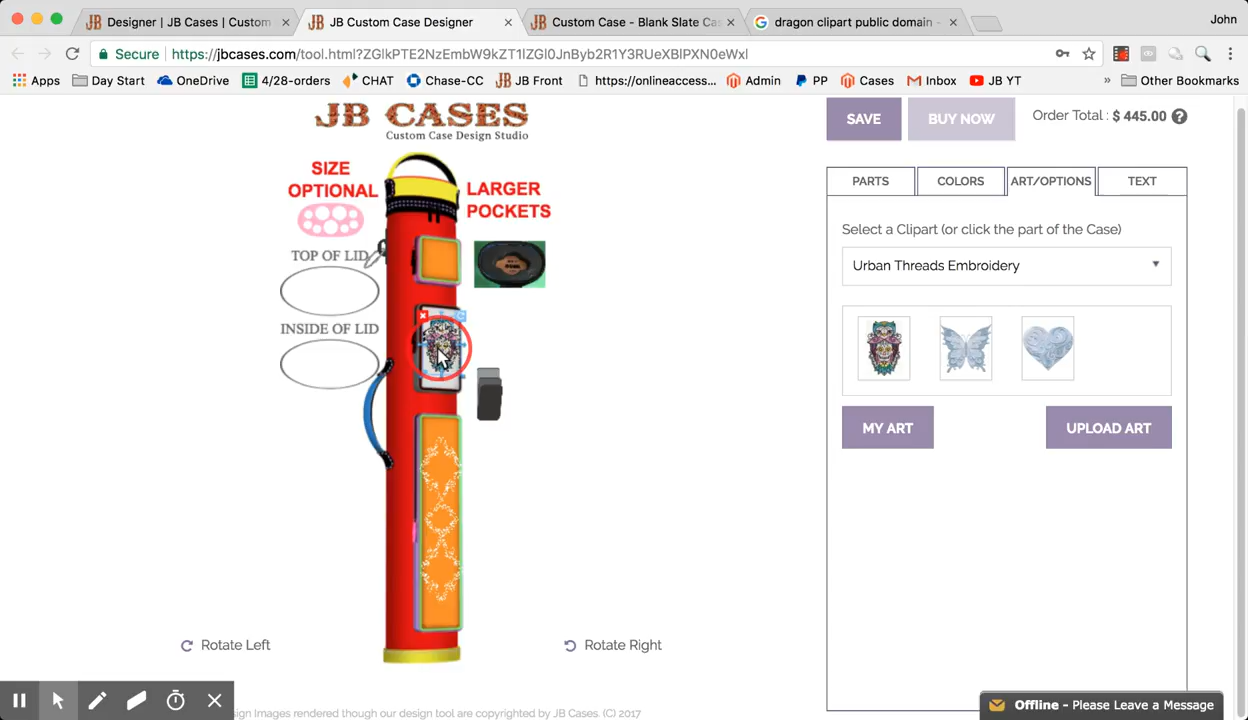 Designer | JB Cases | Custom
JB Custom Case Designer
Custom Case - Blank Slate Cas
dragon clipart public domain -
John
Secure
https://jbcases.com/tool.html?ZGlkPTE2NzEmbW9kZT1lZGl0JnByb2R1Y3RUeXBlPXN0eWxl
Apps
Day Start
OneDrive
4/28-orders
CHAT
Chase-CC
JB Front
https://onlineaccess...
Admin
PP
Cases
Inbox
JB YT
»
Other Bookmarks
JB CASES
Custom Case Design Studio
SIZE
OPTIONAL
LARGER
POCKETS
TOP OF LID
INSIDE OF LID
Rotate Left
Rotate Right
SAVE
BUY NOW
Order Total : $ 445.00
PARTS
COLORS
ART/OPTIONS
TEXT
Select a Clipart (or click the part of the Case)
Urban Threads Embroidery
MY ART
UPLOAD ART
sign Images rendered though our design tool are copyrighted by JB Cases. (C) 2017
Offline - Please Leave a Message